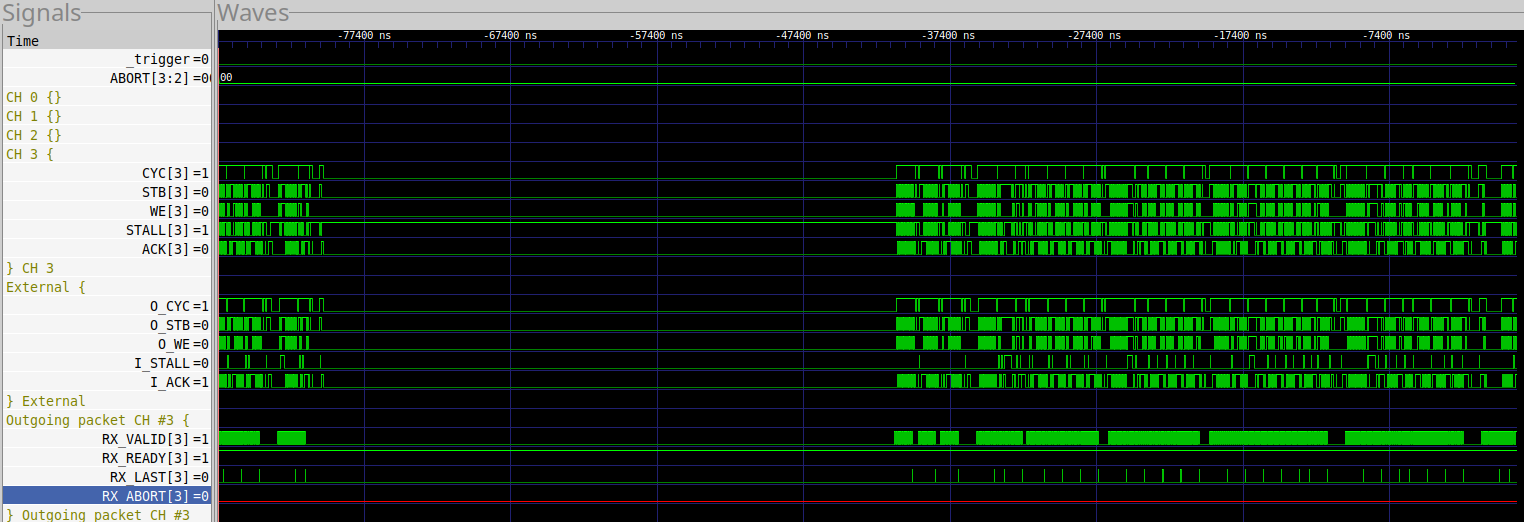 Signals
Waves
Time
-77400 ns
-67400 ns
-57400 ns
-47400 ns
-37400 ns
-27400 ns
-17400 ns
-7400 ns
_trigger =0
ABORT[3:2] =00
00
CH 0 {}
CH 1 {}
CH 2 {}
CH 3 {
CYC[3] =1
STB[3] =0
WE[3] =0
STALL[3] =1
ACK[3] =0
} CH 3
External {
O_CYC =1
O_STB =0
O_WE =0
I_STALL =0
I_ACK =1
} External
Outgoing packet CH #3 {
RX_VALID[3] =1
RX_READY[3] =1
RX_LAST[3] =0
RX_ABORT[3] =0
} Outgoing packet CH #3